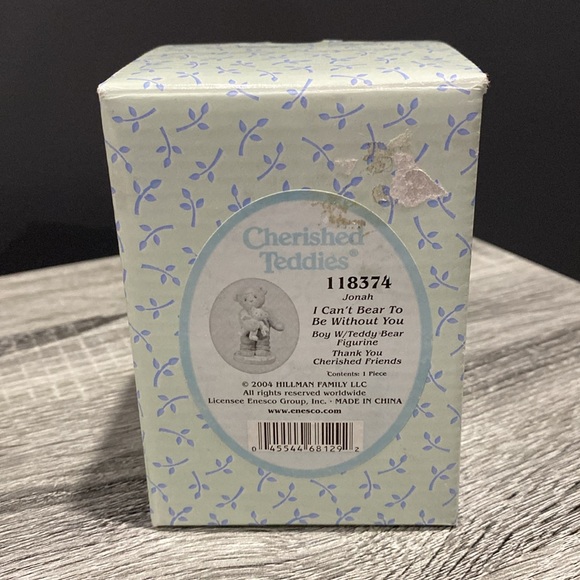 Cherished
Teddies®
118374
Jonah
I Can't Bear To
Be Without You
Boy W/Teddy Bear
Figurine
Thank You
Cherished Friends
Contents: 1 Piece
© 2004 HILLMAN FAMILY LLC
All rights reserved worldwide
Licensee Enesco Group, Inc. · MADE IN CHINA
www.enesco.com
0 45544 68129 2